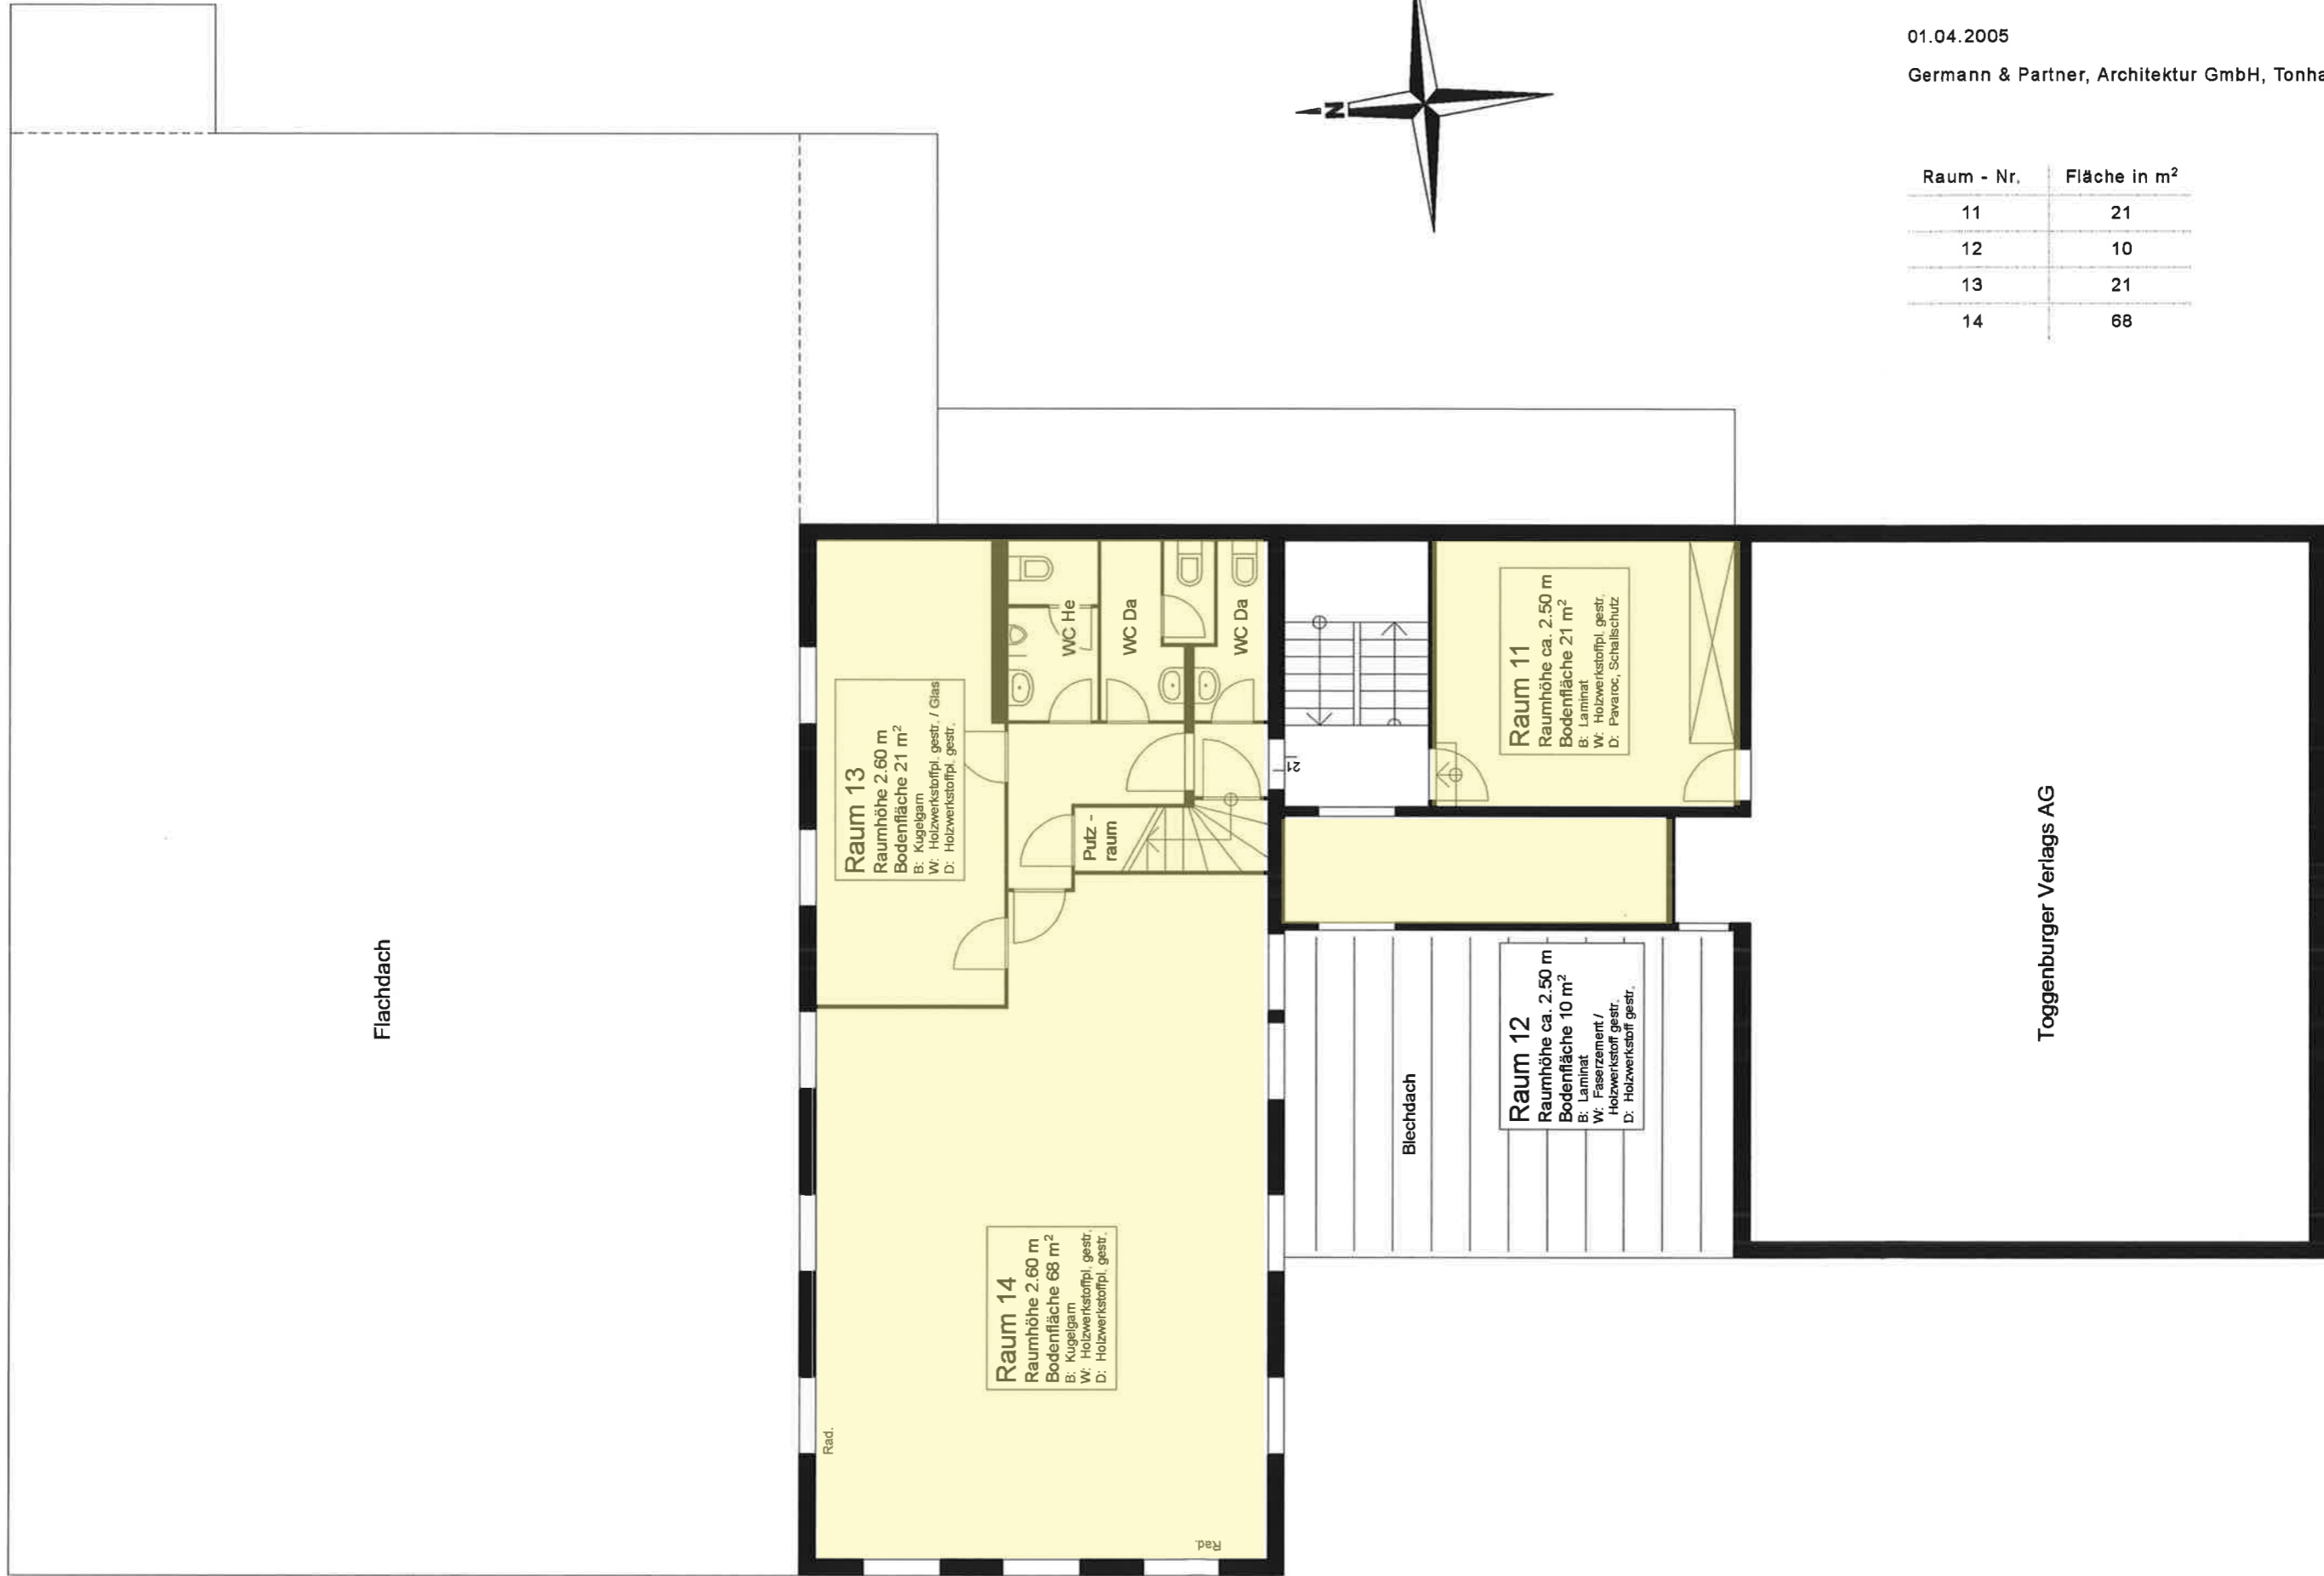 01.04.2005
Germann & Partner, Architektur GmbH, Tonha
Raum - Nr. Fläche in m²
11 21
12 10
13 21
14 68
N
Flachdach
Raum 13
Raumhöhe 2.60 m
Bodenfläche 21 m²
B: Kugelgarn
W: Holzwerkstoffpl. gestr. / Glas
D: Holzwerkstoffpl. gestr.
WC He
WC Da
WC Da
Putz -
raum
21
Raum 11
Raumhöhe ca. 2.50 m
Bodenfläche 21 m²
B: Laminat
W: Holzwerkstoffpl. gestr.
D: Pavaroc, Schallschutz
Raum 12
Raumhöhe ca. 2.50 m
Bodenfläche 10 m²
B: Laminat
W: Faserzement /
Holzwerkstoff gestr.
D: Holzwerkstoff gestr.
Blechdach
Toggenburger Verlags AG
Raum 14
Raumhöhe 2.60 m
Bodenfläche 68 m²
B: Kugelgarn
W: Holzwerkstoffpl. gestr.
D: Holzwerkstoffpl. gestr.
Rad.
Rad.